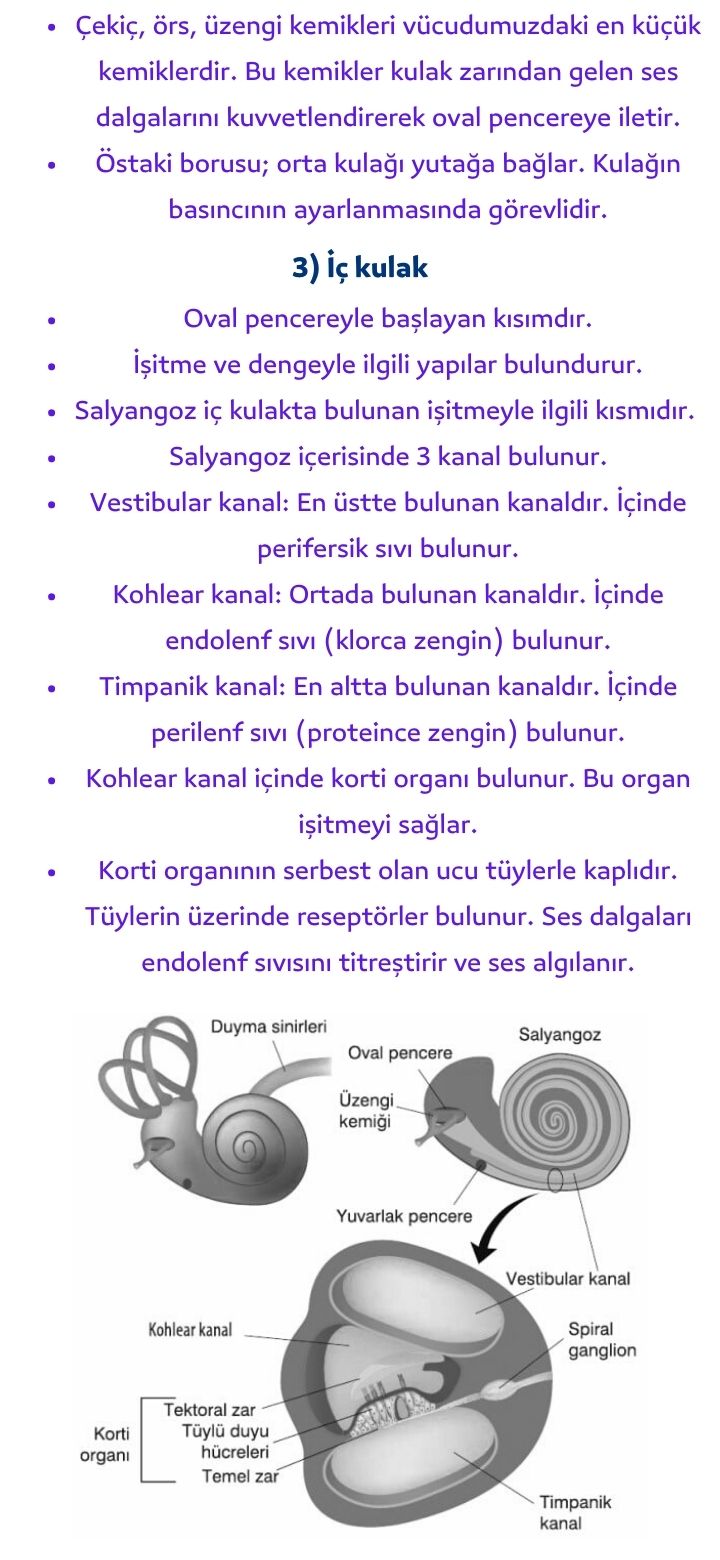 • Çekiç, örs, üzengi kemikleri vücudumuzdaki en küçük
kemiklerdir. Bu kemikler kulak zarından gelen ses
dalgalarını kuvvetlendirerek oval pencereye iletir.
• Östaki borusu; orta kulağı yutağa bağlar. Kulağın
basıncının ayarlanmasında görevlidir.
3) İç kulak
• Oval pencereyle başlayan kısımdır.
• İşitme ve dengeyle ilgili yapılar bulundurur.
• Salyangoz iç kulakta bulunan işitmeyle ilgili kısmıdır.
• Salyangoz içerisinde 3 kanal bulunur.
• Vestibular kanal: En üstte bulunan kanaldır. İçinde
perifersik sıvı bulunur.
• Kohlear kanal: Ortada bulunan kanaldır. İçinde
endolenf sıvı (klorca zengin) bulunur.
• Timpanik kanal: En altta bulunan kanaldır. İçinde
perilenf sıvı (proteince zengin) bulunur.
• Kohlear kanal içinde korti organı bulunur. Bu organ
işitmeyi sağlar.
• Korti organının serbest olan ucu tüylerle kaplıdır.
Tüylerin üzerinde reseptörler bulunur. Ses dalgaları
endolenf sıvısını titreştirir ve ses algılanır.
Duyma sinirleri
Salyangoz
Oval pencere
Üzengi
kemiği
Yuvarlak pencere
Vestibular kanal
Kohlear kanal
Spiral
ganglion
Korti
organı
Tektoral zar
Tüylü duyu
hücreleri
Temel zar
Timpanik
kanal